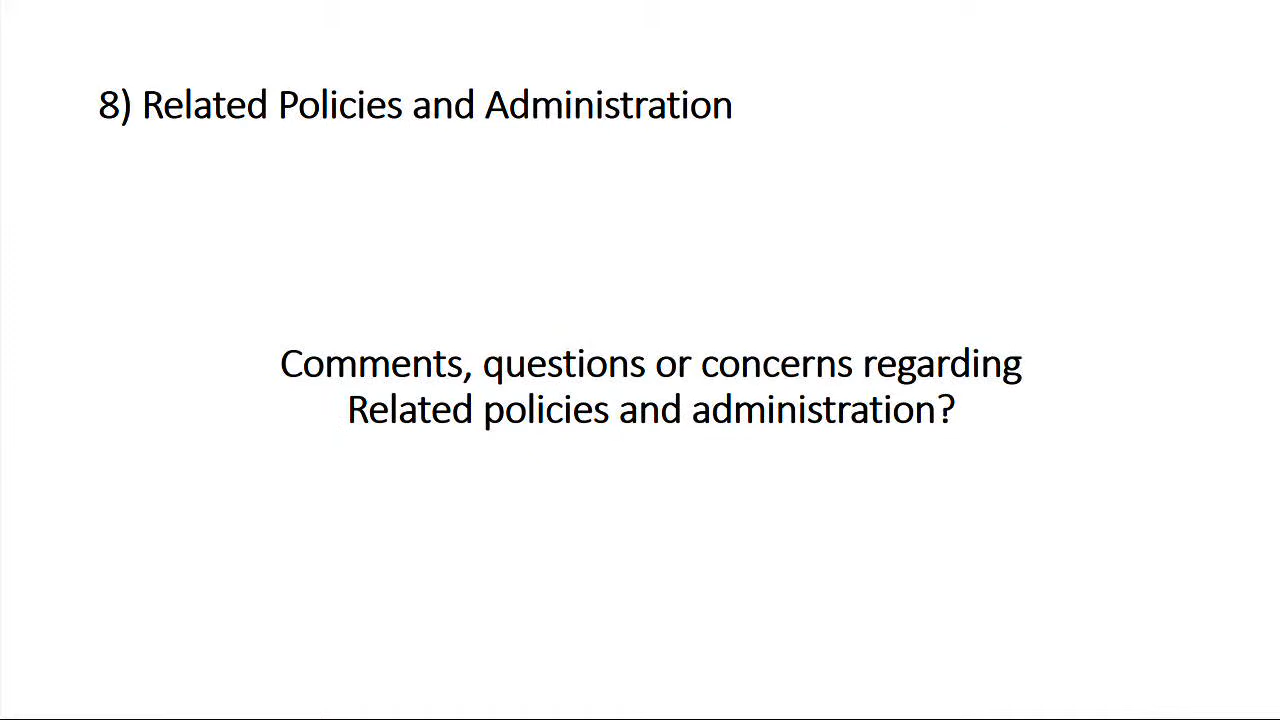 8) Related Policies and Administration
Comments, questions or concerns regarding
Related policies and administration?